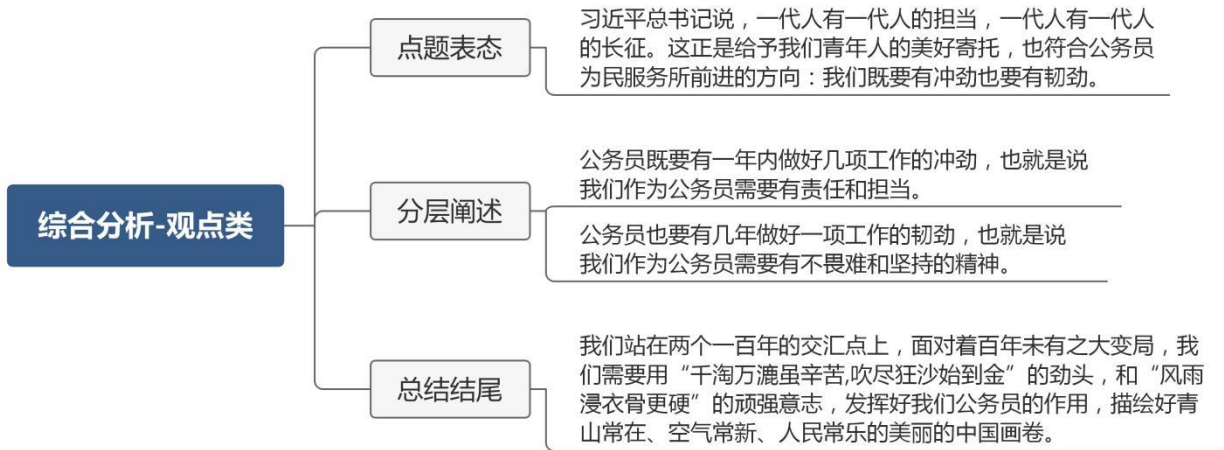 综合分析-观点类
点题表态
习近平总书记说，一代人有一代人的担当，一代人有一代人
的长征。这正是给予我们青年人的美好寄托，也符合公务员
为民服务所前进的方向：我们既要有冲劲也要有韧劲。
分层阐述
公务员既要有一年内做好几项工作的冲劲，也就是说
我们作为公务员需要有责任和担当。
公务员也要有几年做好一项工作的韧劲，也就是说
我们作为公务员需要有不畏难和坚持的精神。
总结结尾
我们站在两个一百年的交汇点上，面对着百年未有之大变局，我
们需要用“千淘万漉虽辛苦,吹尽狂沙始到金”的劲头，和“风雨
浸衣骨更硬”的顽强意志，发挥好我们公务员的作用，描绘好青
山常在、空气常新、人民常乐的美丽的中国画卷。